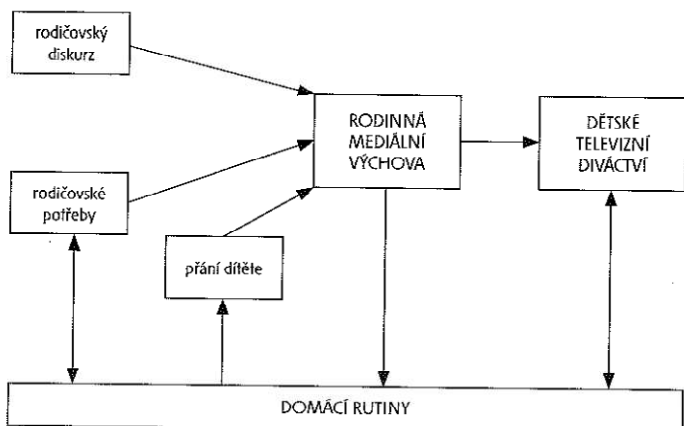 rodičovský
diskurz
RODINNÁ
MEDIÁLNÍ
VÝCHOVA
DĚTSKÉ
TELEVIZNÍ
DIVÁCTVÍ
rodičovské
potřeby
přání dítěte
DOMÁCÍ RUTINY